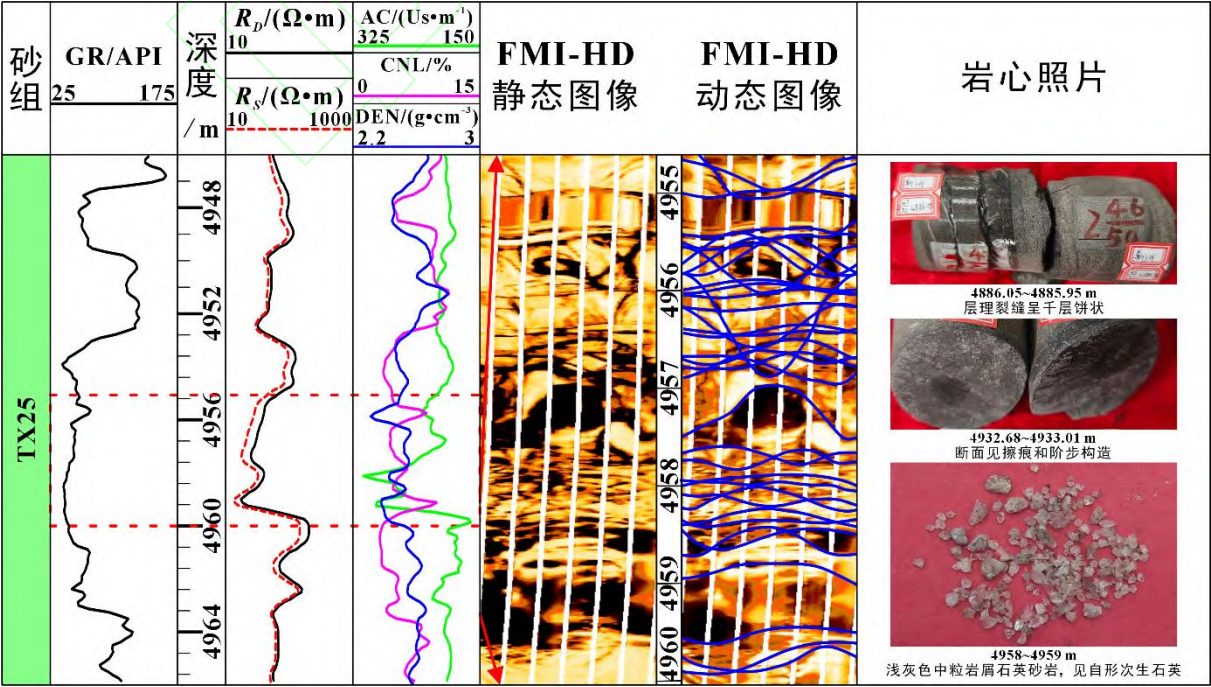 砂组
GR/API
25 175
深度/m
R_D/(Ω•m)
10
R_S/(Ω•m)
10 1000
AC/(Us•m⁻¹)
325 150
CNL/%
0 15
DEN/(g•cm⁻³)
2.2 3
FMI-HD
静态图像
FMI-HD
动态图像
岩心照片
TX25
4948
4952
4956
4960
4964
4955
4956
4957
4958
4959
4960
2 46/50
4886.05~4885.95 m
层理裂缝呈千层饼状
4932.68~4933.01 m
断面见擦痕和阶步构造
4958~4959 m
浅灰色中粒岩屑石英砂岩，见自形次生石英